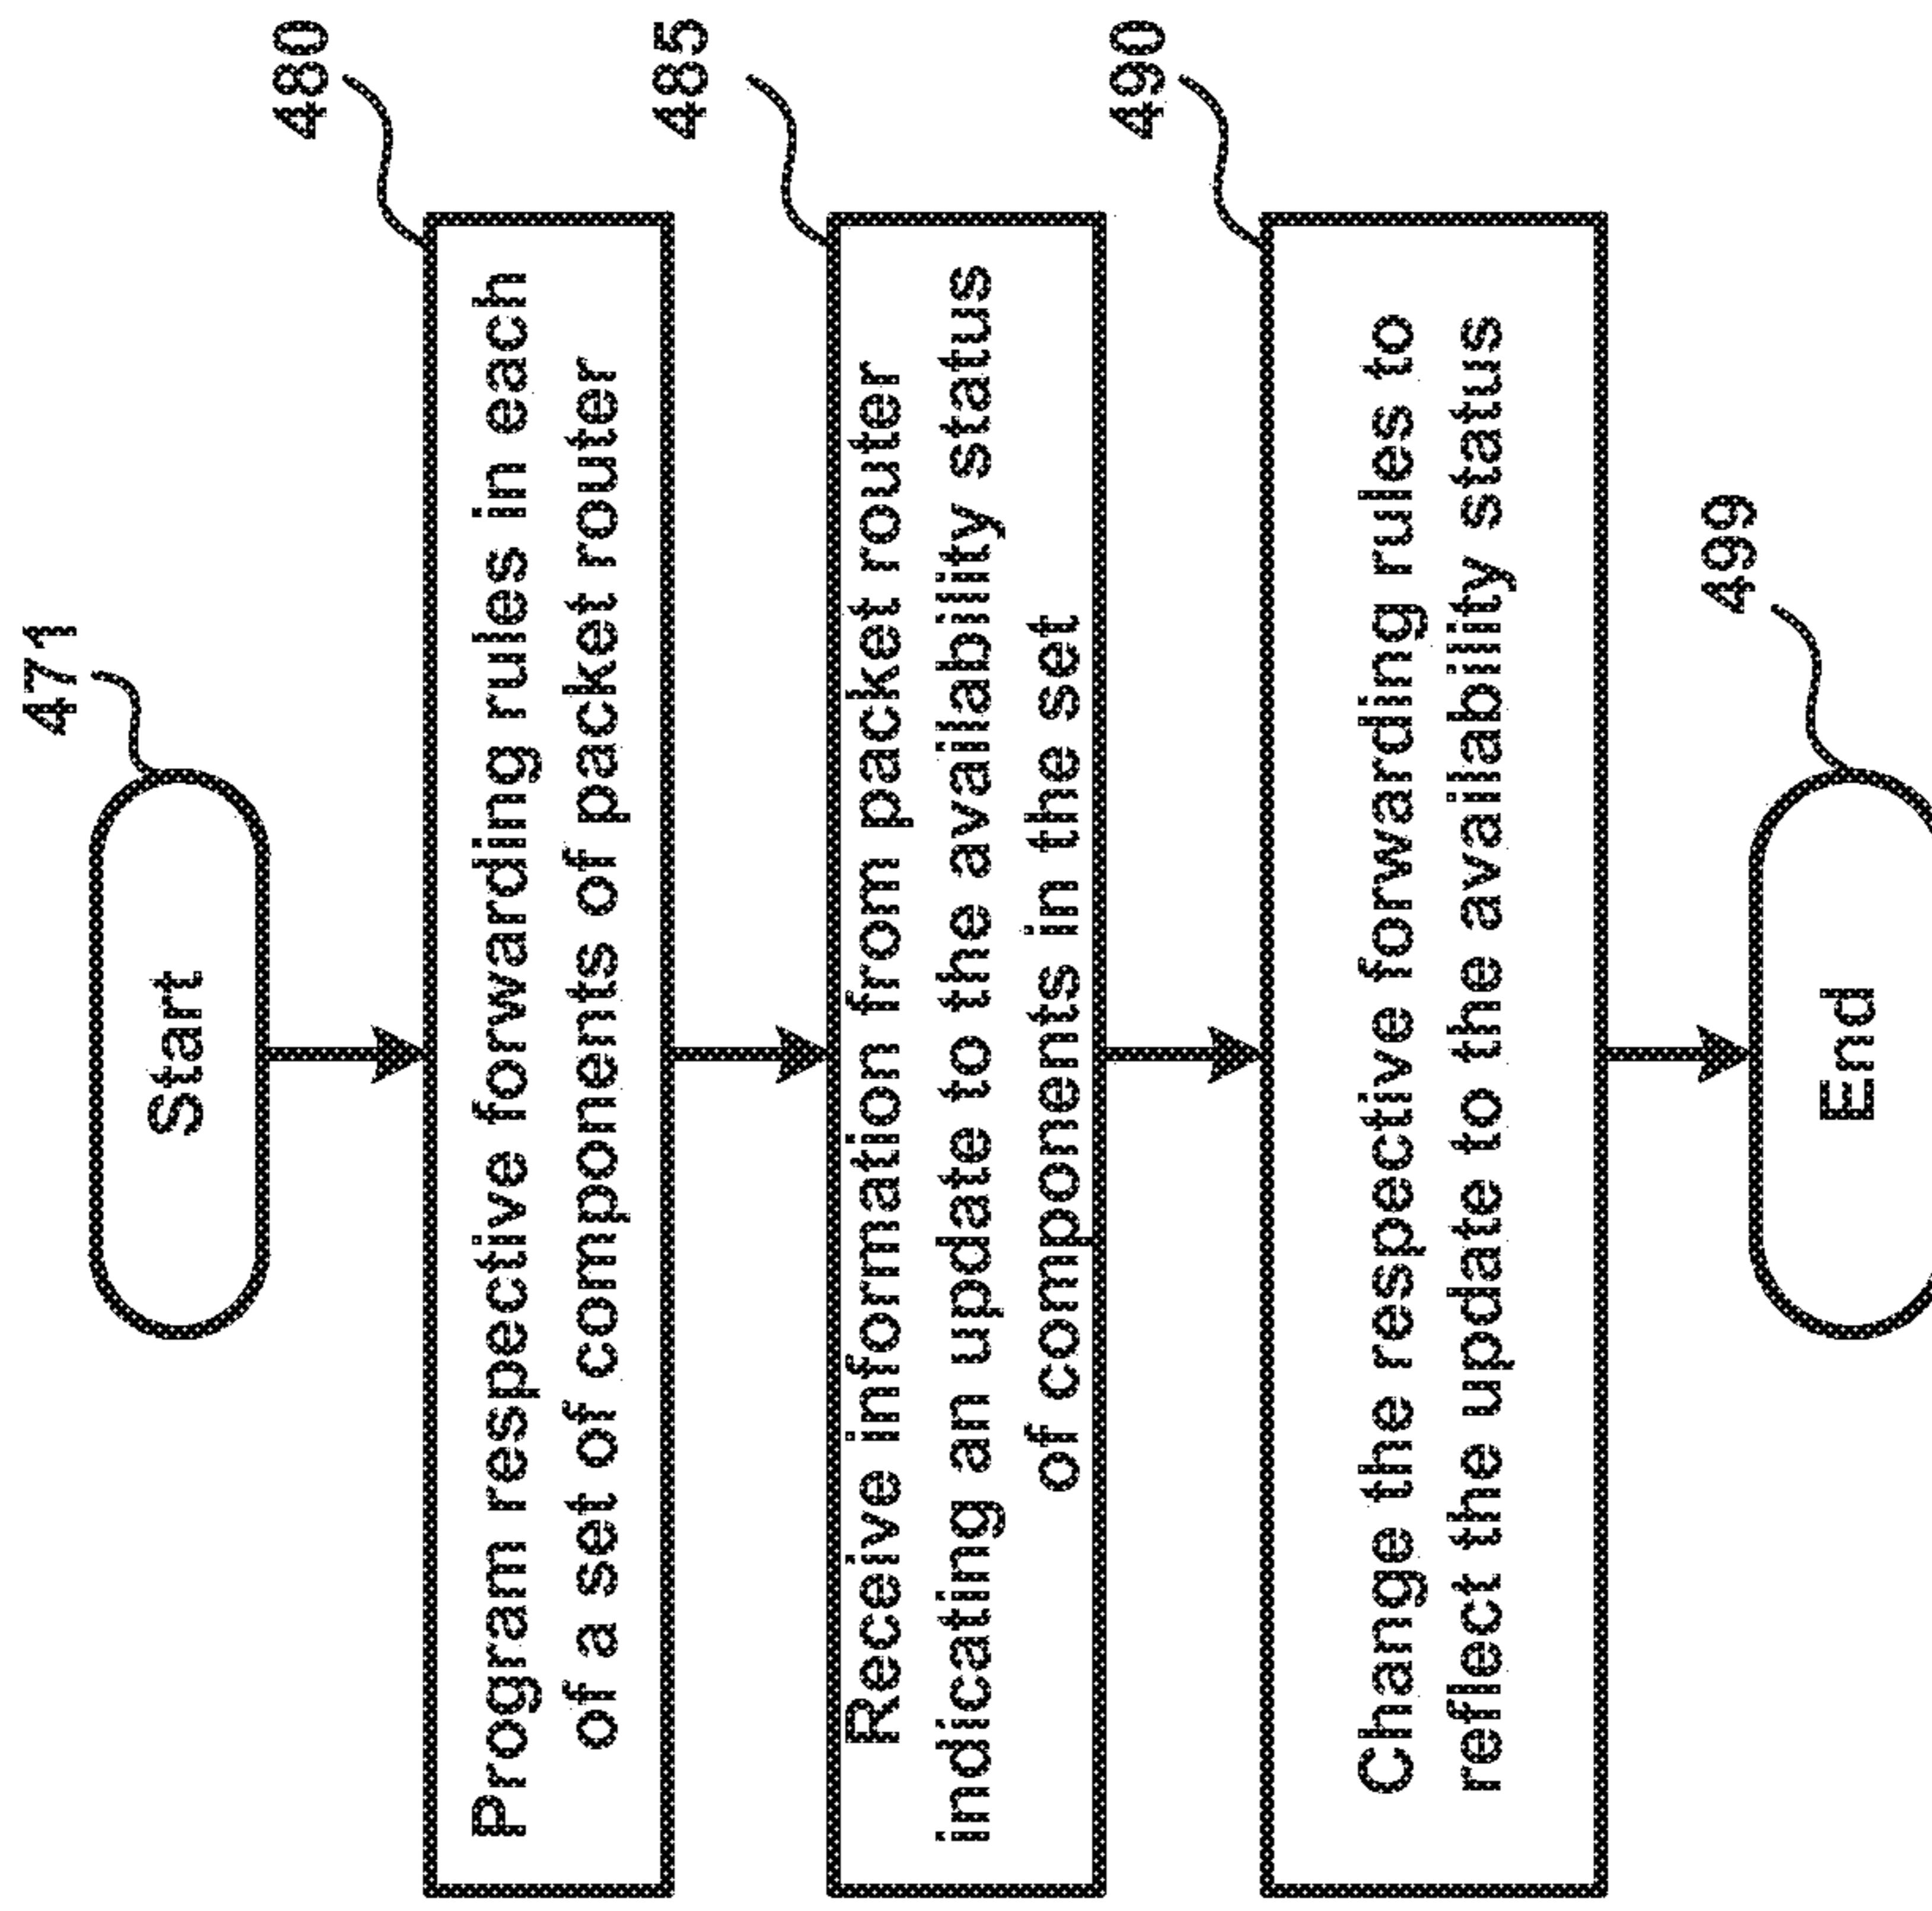 471
Start
480
Program respective forwarding rules in each
of a set of components of packet router
485
Receive information from packet router
indicating an update to the availability status
of components in the set
490
Change the respective forwarding rules to
reflect the update to the availability status
499
End